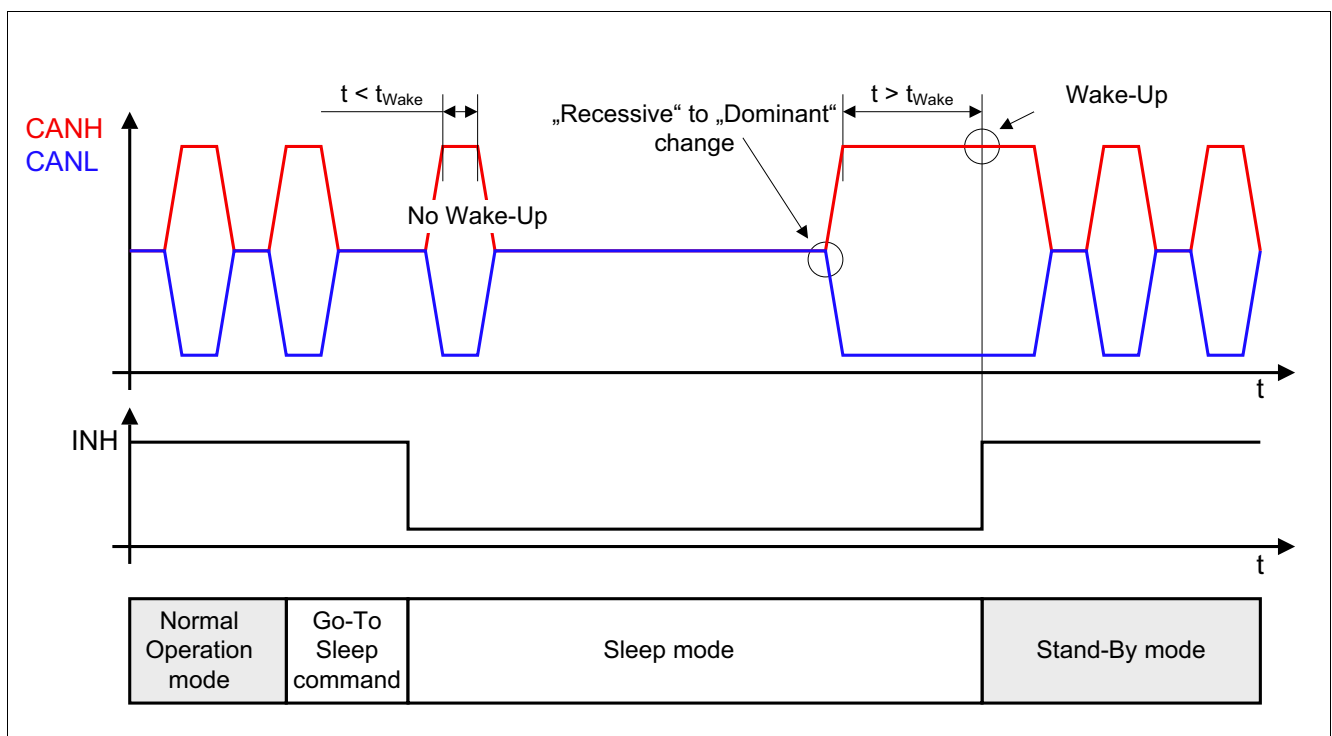 t < tWake
„Recessive“ to „Dominant“
change
t > tWake
Wake-Up
CANH
CANL
No Wake-Up
t
INH
t
Normal
Operation
mode
Go-To
Sleep
command
Sleep mode
Stand-By mode